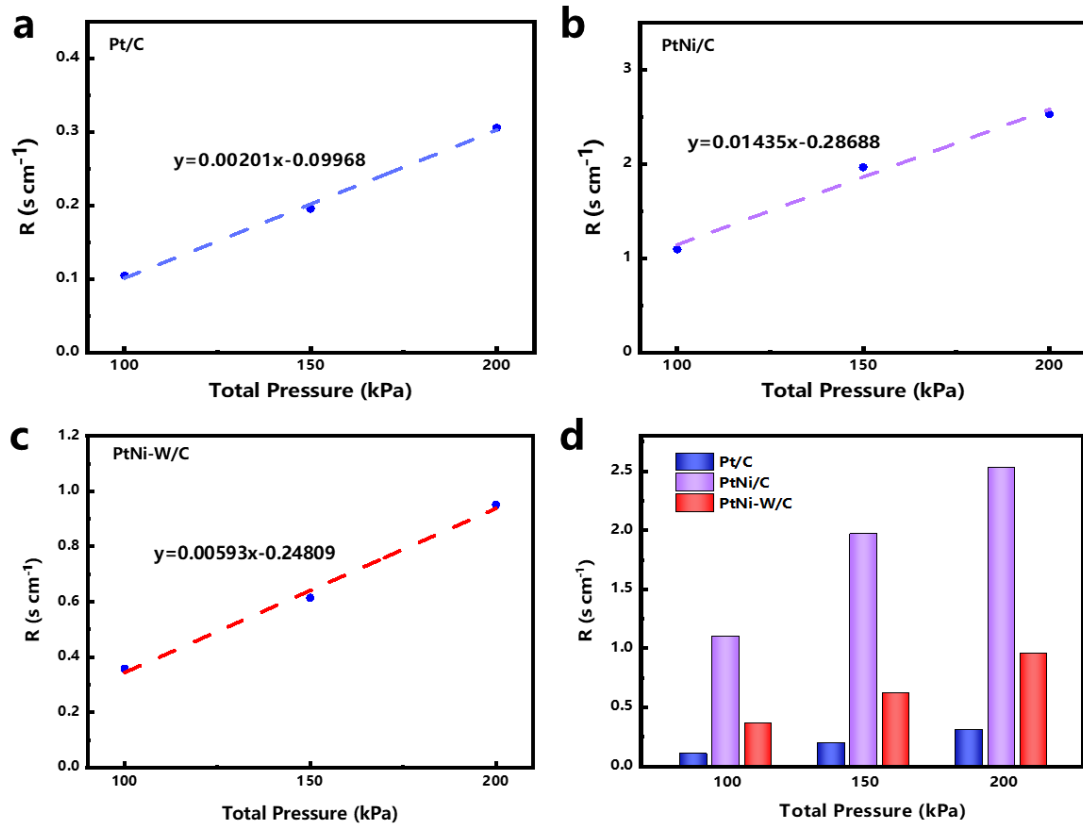 a
Pt/C
0.4
0.3
0.2
0.1
0.0
R (s cm⁻¹)
y=0.00201x-0.09968
100
150
200
Total Pressure (kPa)
b
PtNi/C
3
2
1
0
R (s cm⁻¹)
y=0.01435x-0.28688
100
150
200
Total Pressure (kPa)
c
PtNi-W/C
1.2
1.0
0.8
0.6
0.4
0.2
0.0
R (s cm⁻¹)
y=0.00593x-0.24809
100
150
200
Total Pressure (kPa)
d
Pt/C
PtNi/C
PtNi-W/C
2.5
2.0
1.5
1.0
0.5
0.0
R (s cm⁻¹)
100
150
200
Total Pressure (kPa)